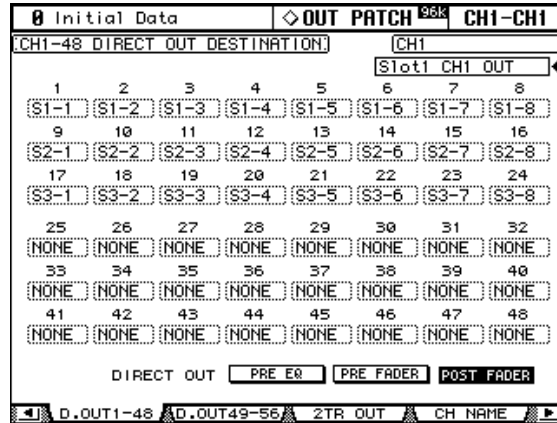 0 Initial Data ◇OUT PATCH 96K CH1-CH1
CH1-48 DIRECT OUT DESTINATION CH1
Slot1 CH1 OUT
1 2 3 4 5 6 7 8
S1-1 S1-2 S1-3 S1-4 S1-5 S1-6 S1-7 S1-8
9 10 11 12 13 14 15 16
S2-1 S2-2 S2-3 S2-4 S2-5 S2-6 S2-7 S2-8
17 18 19 20 21 22 23 24
S3-1 S3-2 S3-3 S3-4 S3-5 S3-6 S3-7 S3-8
25 26 27 28 29 30 31 32
NONE NONE NONE NONE NONE NONE NONE NONE
33 34 35 36 37 38 39 40
NONE NONE NONE NONE NONE NONE NONE NONE
41 42 43 44 45 46 47 48
NONE NONE NONE NONE NONE NONE NONE NONE
DIRECT OUT PRE EQ PRE FADER POST FADER
D.OUT1-48 D.OUT49-56 2TR OUT CH NAME